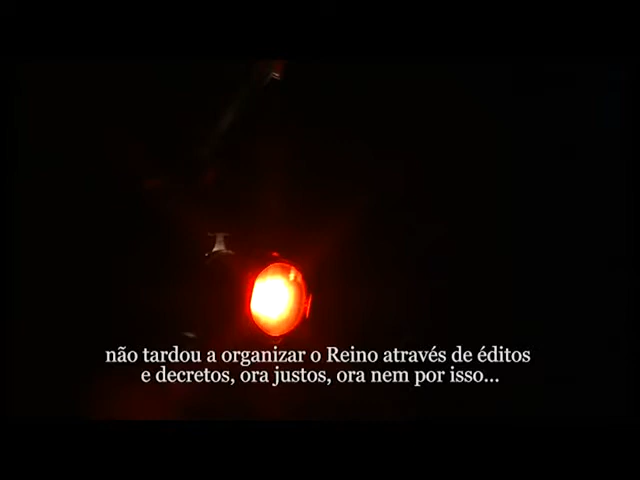 não tardou a organizar o Reino através de éditos
e decretos, ora justos, ora nem por isso...